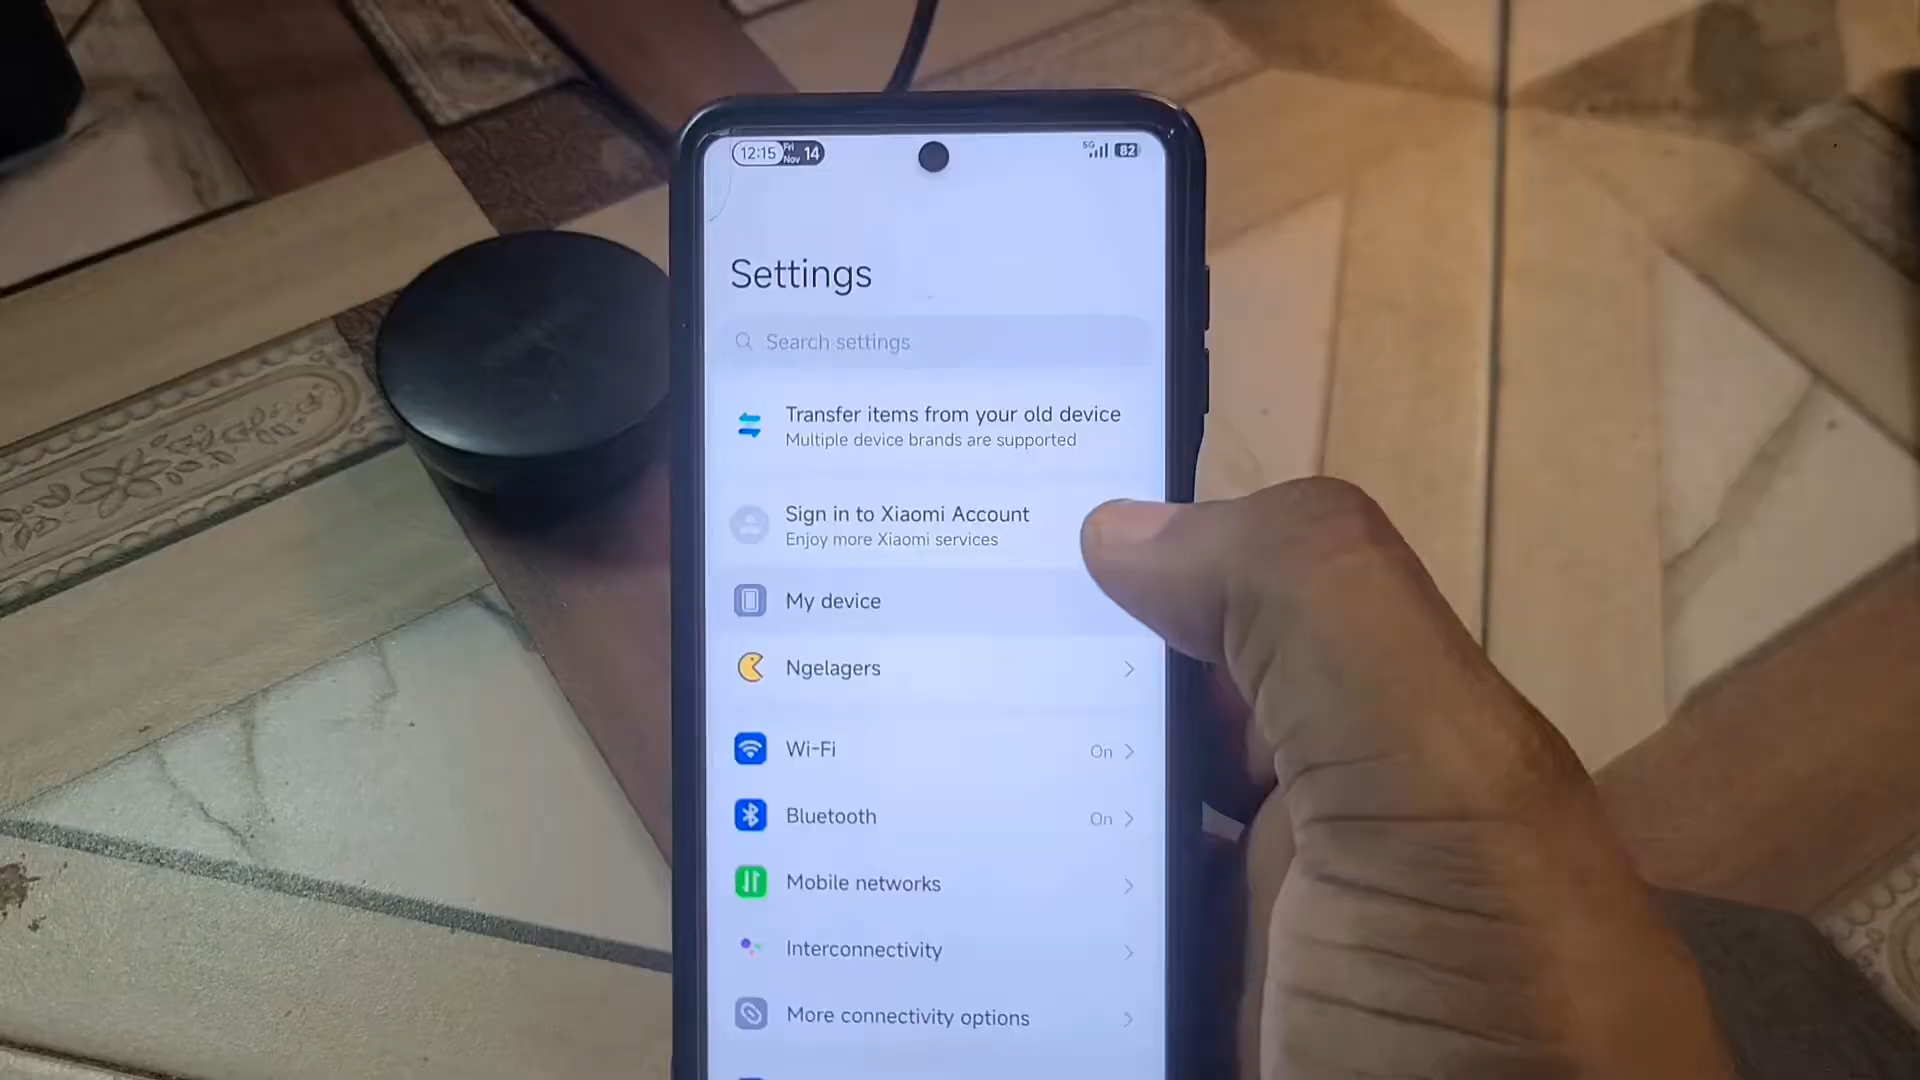 12:15 Fri Nov 14 5G 82
Settings
Search settings
Transfer items from your old device
Multiple device brands are supported
Sign in to Xiaomi Account
Enjoy more Xiaomi services
My device
Ngelagers
Wi-Fi On
Bluetooth On
Mobile networks
Interconnectivity
More connectivity options